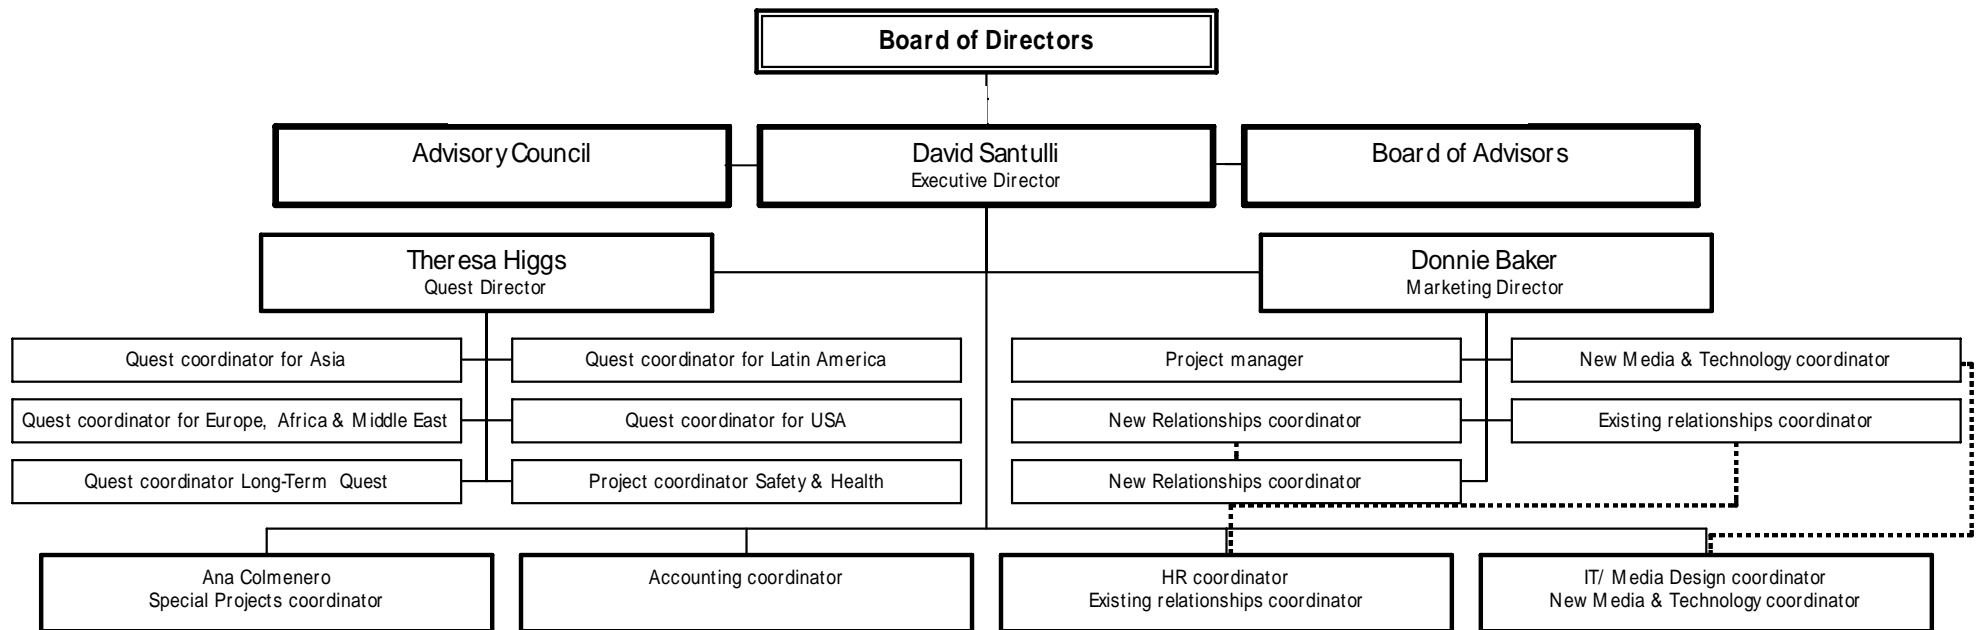 Board of Directors
Advisory Council
David Santulli
Executive Director
Board of Advisors
Theresa Higgs
Quest Director
Donnie Baker
Marketing Director
Quest coordinator for Asia
Quest coordinator for Latin America
Project manager
New Media & Technology coordinator
Quest coordinator for Europe, Africa & Middle East
Quest coordinator for USA
New Relationships coordinator
Existing relationships coordinator
Quest coordinator Long-Term Quest
Project coordinator Safety & Health
New Relationships coordinator
Ana Colmenero
Special Projects coordinator
Accounting coordinator
HR coordinator
Existing relationships coordinator
IT/ Media Design coordinator
New Media & Technology coordinator